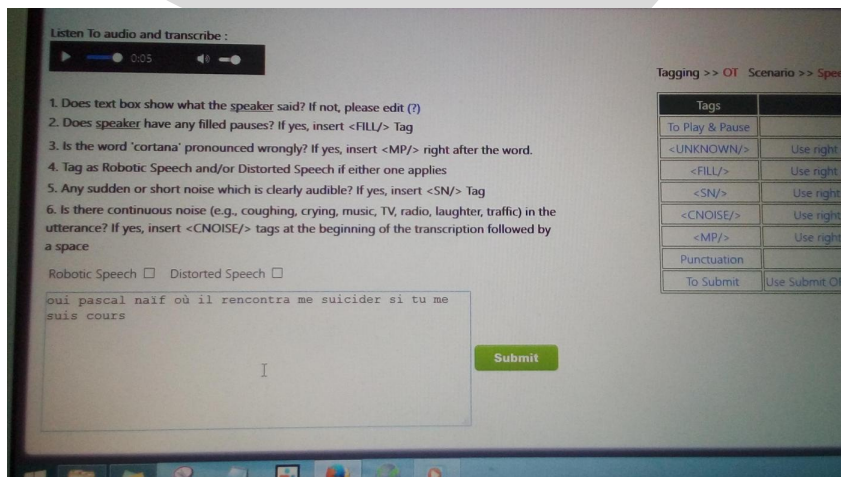 Listen To audio and transcribe :
0:05
1. Does text box show what the speaker said? If not, please edit (?)
2. Does speaker have any filled pauses? If yes, insert <FILL/> Tag
3. Is the word 'cortana' pronounced wrongly? If yes, insert <MP/> right after the word.
4. Tag as Robotic Speech and/or Distorted Speech if either one applies
5. Any sudden or short noise which is clearly audible? If yes, insert <SN/> Tag
6. Is there continuous noise (e.g., coughing, crying, music, TV, radio, laughter, traffic) in the
utterance? If yes, insert <CNOISE/> tags at the beginning of the transcription followed by
a space
Robotic Speech Distorted Speech
oui pascal naïf où il rencontra me suicider si tu me
suis cours
Submit
Tagging >> OT Scenario >> Spee
Tags
To Play & Pause
<UNKNOWN/> Use right
<FILL/> Use right
<SN/> Use right
<CNOISE/> Use right
<MP/> Use right
Punctuation
To Submit Use Submit